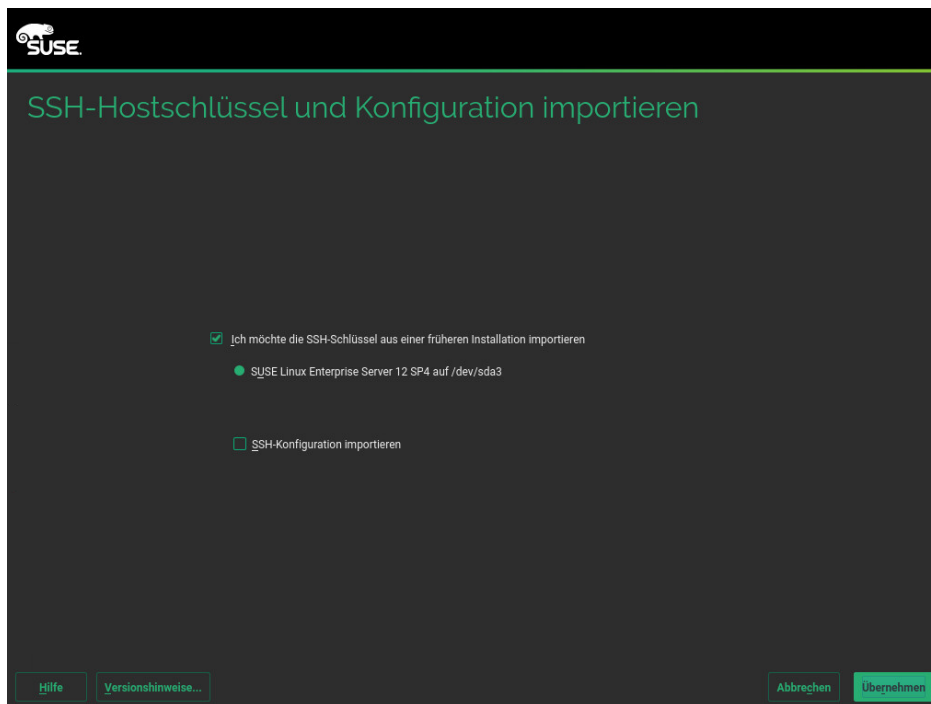 SUSE.
SSH-Hostschlüssel und Konfiguration importieren
Ich möchte die SSH-Schlüssel aus einer früheren Installation importieren
SUSE Linux Enterprise Server 12 SP4 auf /dev/sda3
SSH-Konfiguration importieren
Hilfe
Versionshinweise...
Abbrechen
Übernehmen